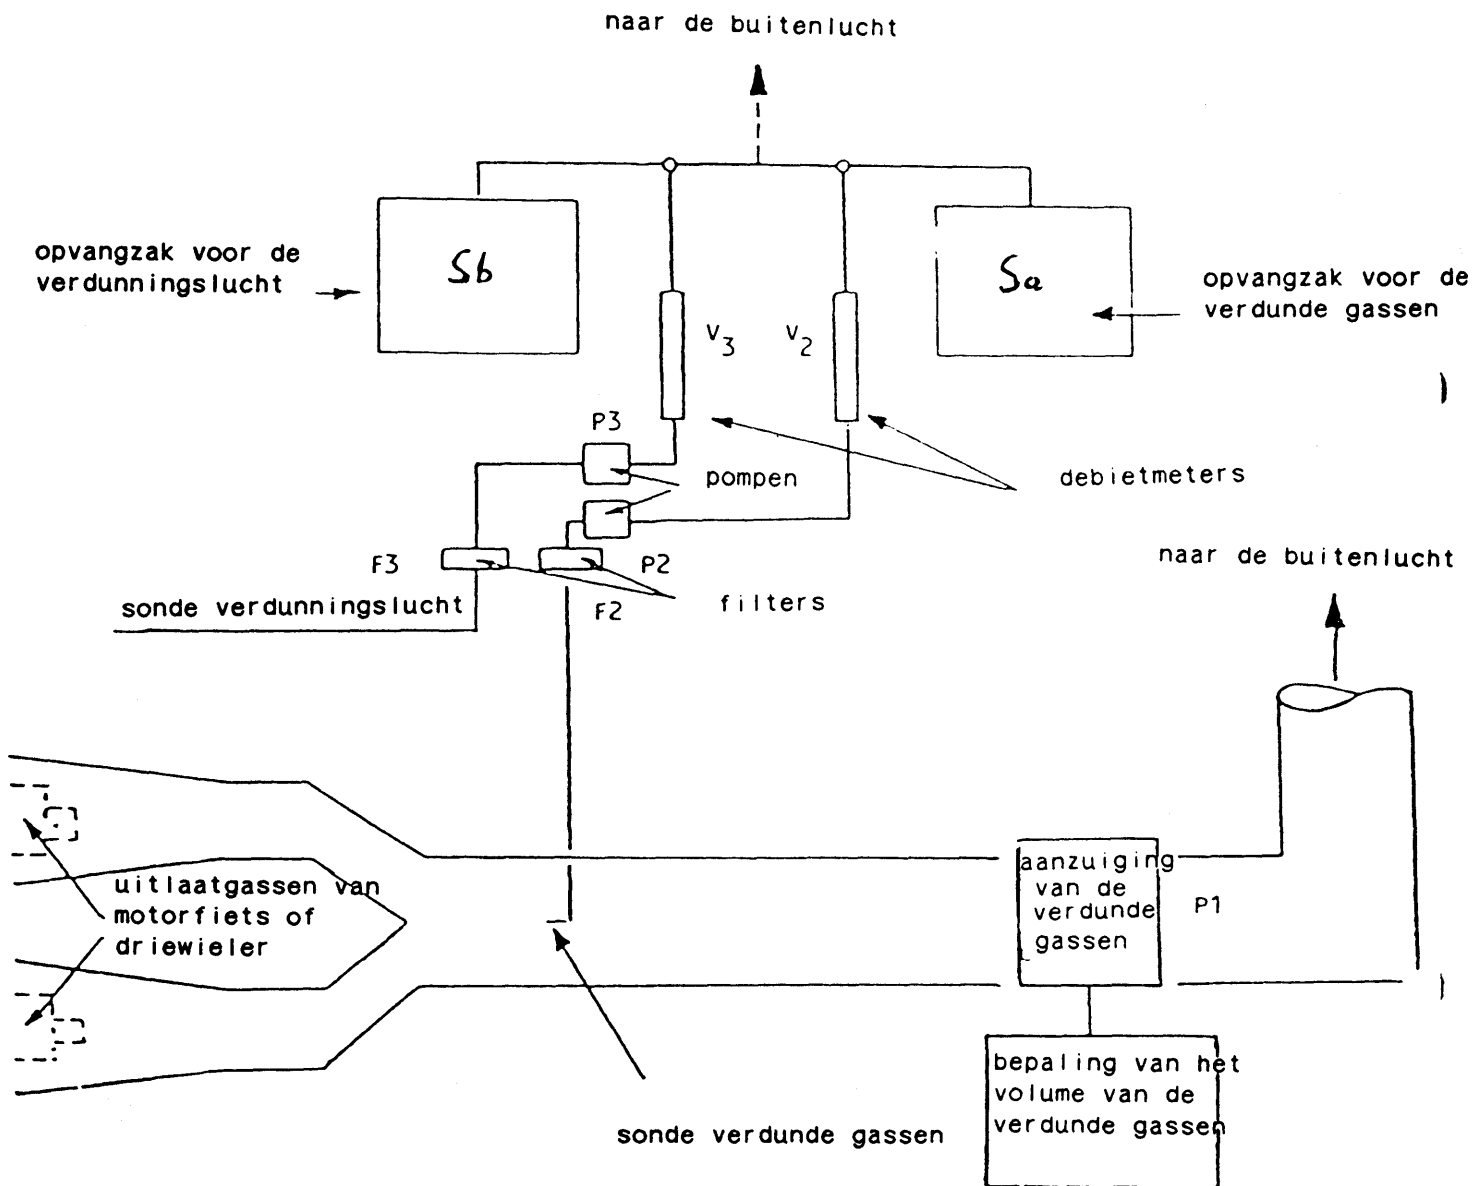 naar de buitenlucht
opvangzak voor de
verdunningslucht
Sb
Sa
opvangzak voor de
verdunde gassen
V3
V2
P3
pompen
debietmeters
F3
P2
naar de buitenlucht
sonde verdunningslucht
F2
filters
uitlaatgassen van
motorfiets of
driewieler
aanzuiging
van de
verdunde
gassen
P1
bepaling van het
volume van de
verdunde gassen
sonde verdunde gassen